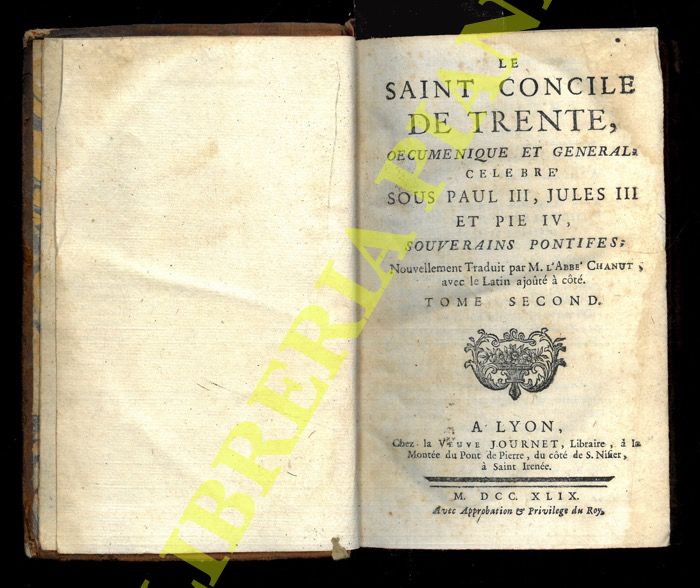 LE
SAINT CONCILE
DE TRENTE,
OECUMENIQUE ET GENERAL:
CELEBRE'
SOUS PAUL III, JULES III
ET PIE IV,
SOUVERAINS PONTIFES;
Nouvellement Traduit par M. L'ABBE' CHANUT,
avec le Latin ajoûté à côté.
TOME SECOND.
A LYON,
Chez la VEUVE JOURNET, Libraire, à la
Montée du Pont de Pierre, du côté de S. Nisier,
à Saint Irenée.
M. DCC. XLIX.
Avec Approbation & Privilege du Roy.
LIBRERIA PIANI